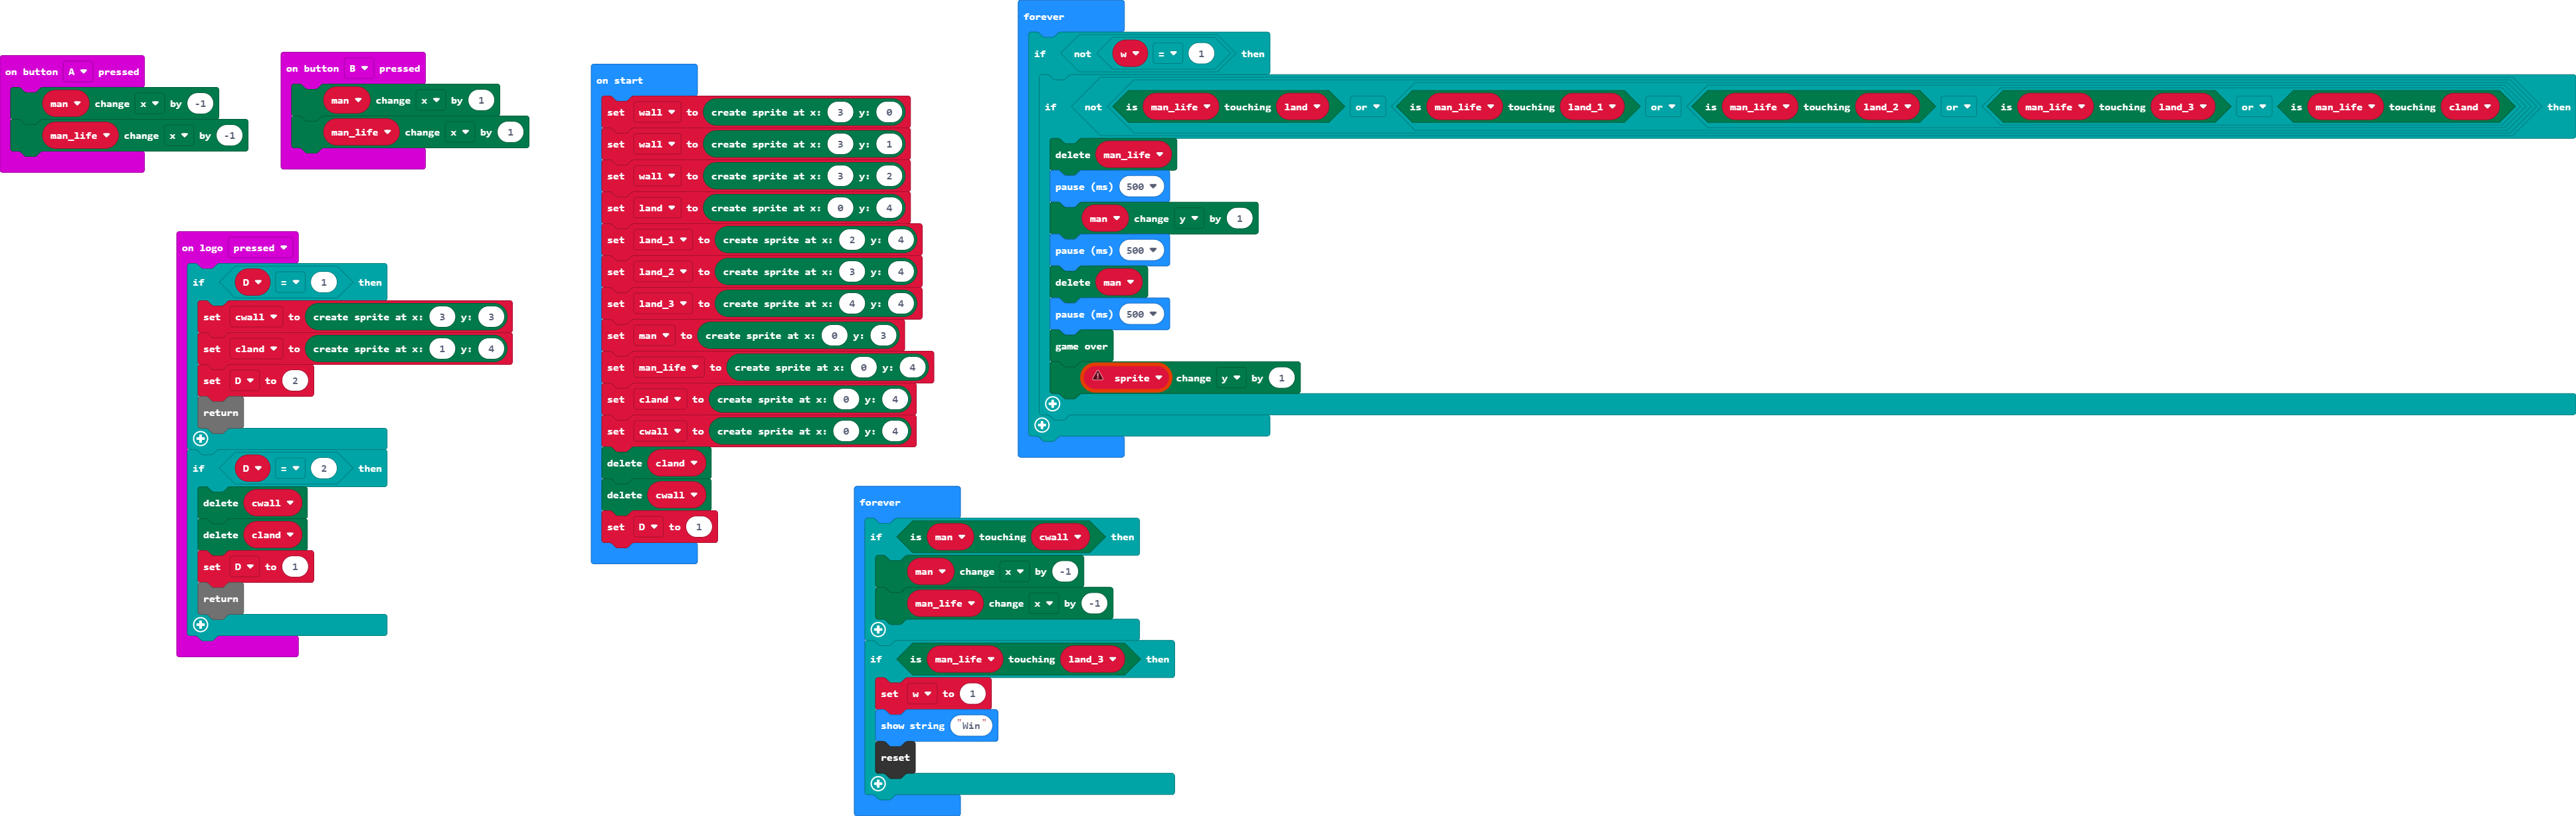 on button A pressed
man change x by -1
man_life change x by -1
on button B pressed
man change x by 1
man_life change x by 1
on logo pressed
if D = 1 then
set cwall to create sprite at x: 3 y: 3
set cland to create sprite at x: 1 y: 4
set D to 2
return
if D = 2 then
delete cwall
delete cland
set D to 1
return
on start
set wall to create sprite at x: 3 y: 0
set wall to create sprite at x: 3 y: 1
set wall to create sprite at x: 3 y: 2
set land to create sprite at x: 0 y: 4
set land_1 to create sprite at x: 2 y: 4
set land_2 to create sprite at x: 3 y: 4
set land_3 to create sprite at x: 4 y: 4
set man to create sprite at x: 0 y: 3
set man_life to create sprite at x: 0 y: 4
set cland to create sprite at x: 0 y: 4
set cwall to create sprite at x: 0 y: 4
delete cland
delete cwall
set D to 1
forever
if not w = 1 then
if not is man_life touching land or is man_life touching land_1 or is man_life touching land_2 or is man_life touching land_3 or is man_life touching cland then
delete man_life
pause (ms) 500
man change y by 1
pause (ms) 500
delete man
pause (ms) 500
game over
sprite change y by 1
forever
if is man touching cwall then
man change x by -1
man_life change x by -1
if is man_life touching land_3 then
set w to 1
show string "Win"
reset